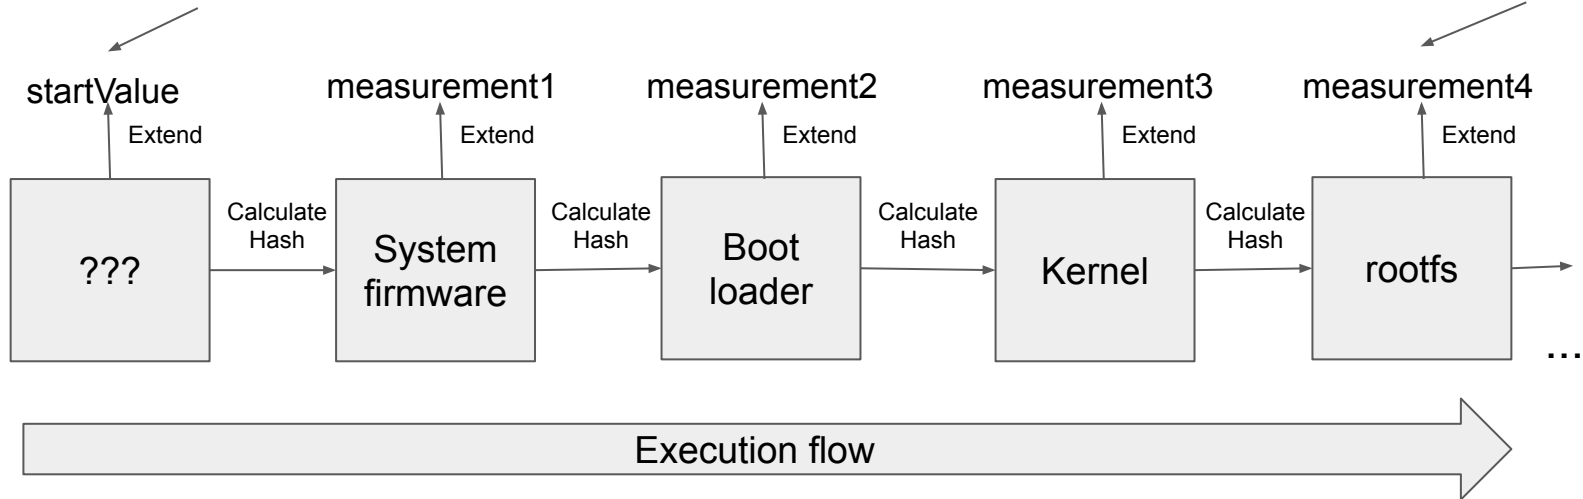 startValue
measurement1
measurement2
measurement3
measurement4
Extend
Extend
Extend
Extend
Extend
???
Calculate
Hash
System
firmware
Calculate
Hash
Boot
loader
Calculate
Hash
Kernel
Calculate
Hash
rootfs
...
Execution flow